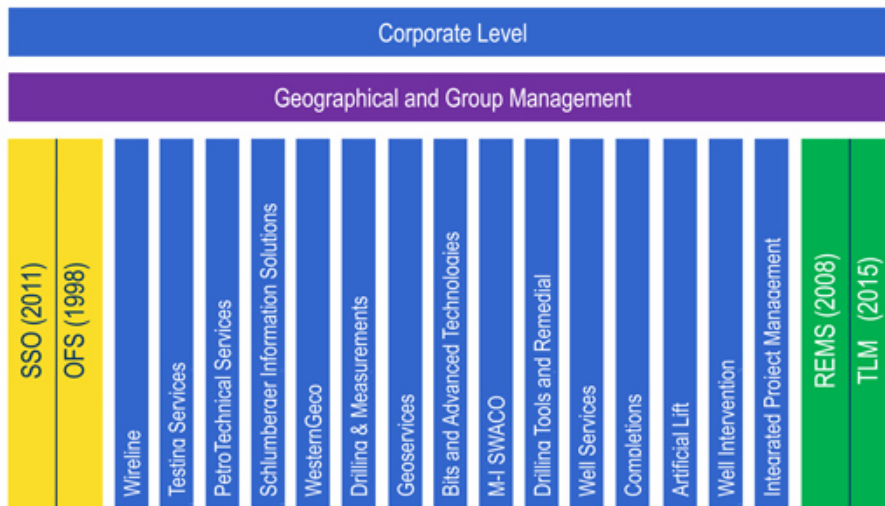 Corporate Level
Geographical and Group Management
SSO (2011)
OFS (1998)
Wireline
Testing Services
PetroTechnical Services
Schlumberger Information Solutions
WesternGeco
Drilling & Measurements
Geoservices
Bits and Advanced Technologies
M-I SWACO
Drilling Tools and Remedial
Well Services
Completions
Artificial Lift
Well Intervention
Integrated Project Management
REMS (2008)
TLM (2015)